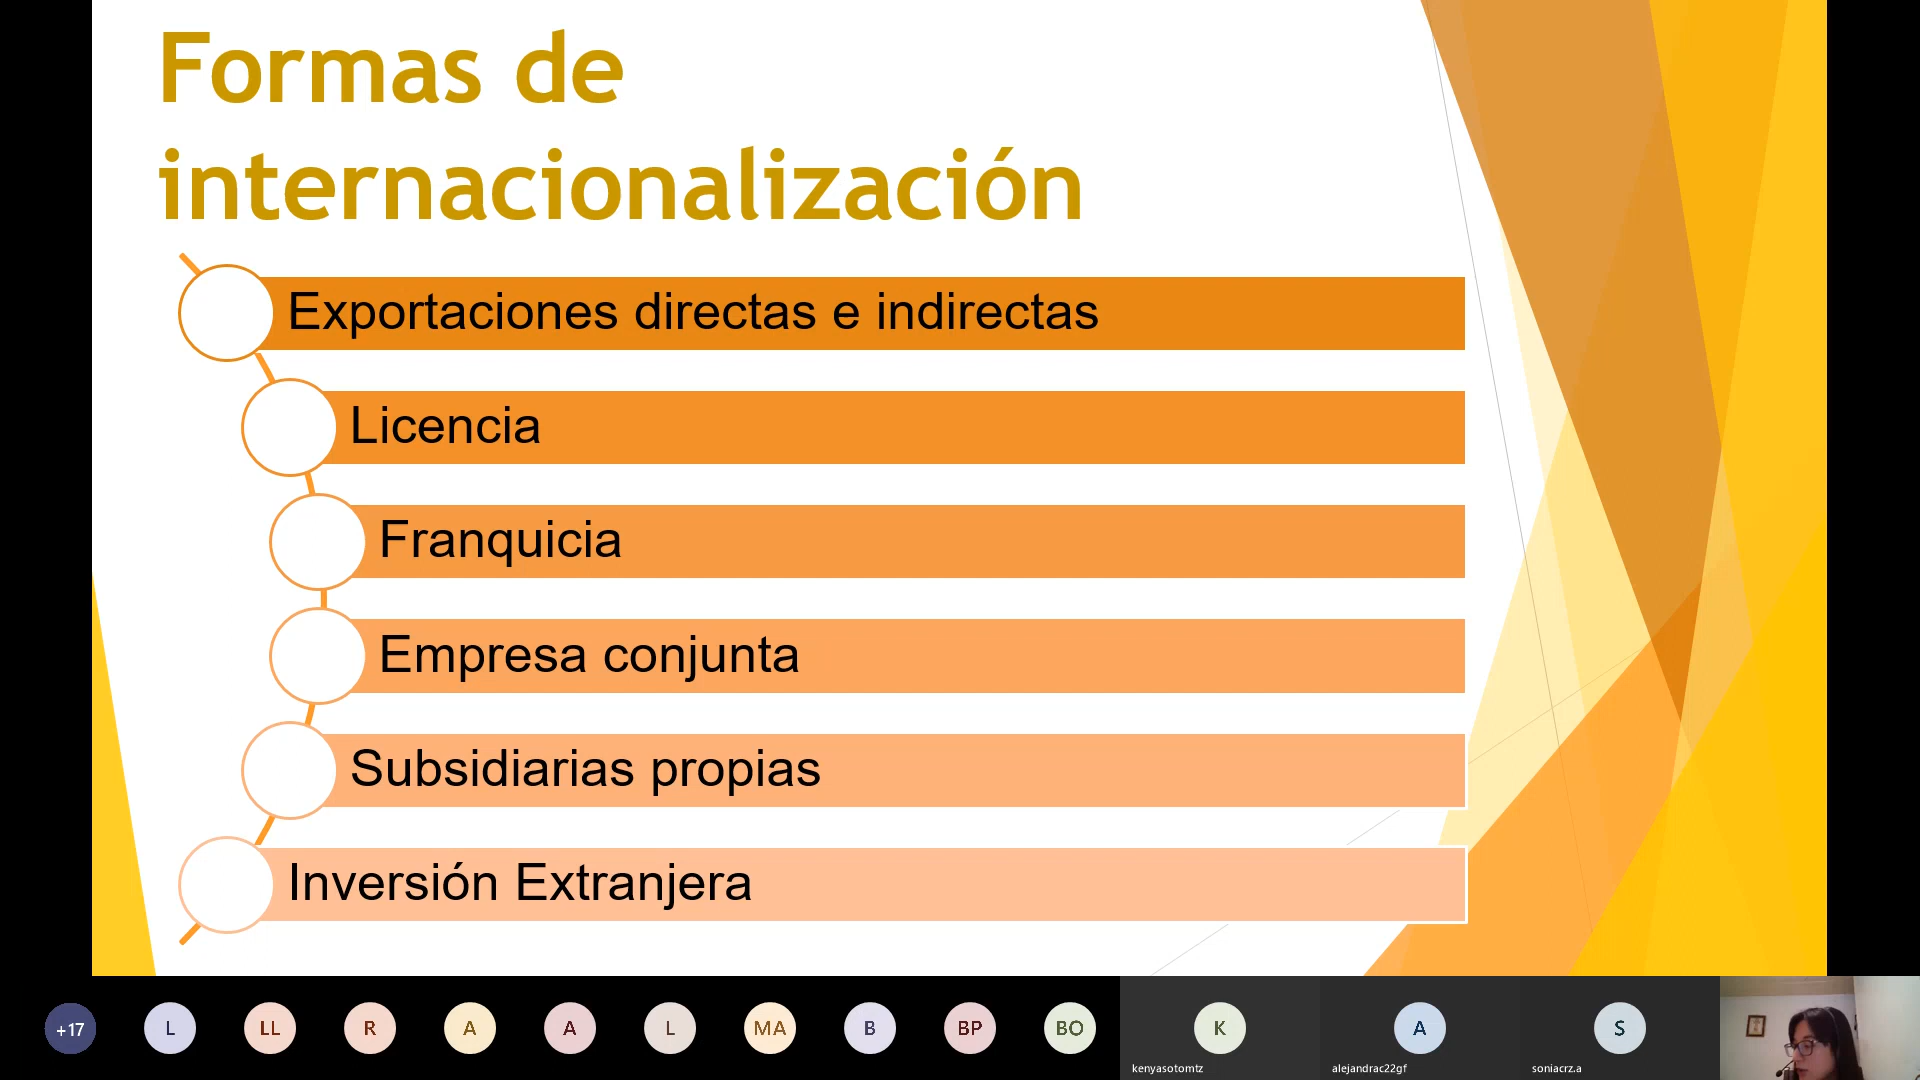 Formas de
internacionalización
Exportaciones directas e indirectas
Licencia
Franquicia
Empresa conjunta
Subsidiarias propias
Inversión Extranjera
+17
L
LL
R
A
A
L
MA
B
BP
BO
K
A
S
kenyasotomtz
alejandrac22gf
soniacrz.a